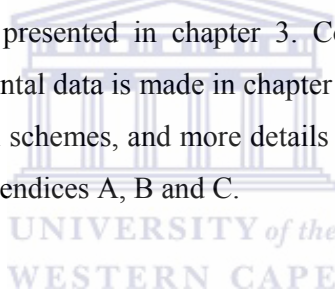 presented in chapter 3. Co
ntal data is made in chapter
schemes, and more details
endices A, B and C.
UNIVERSITY of the
WESTERN CAPE